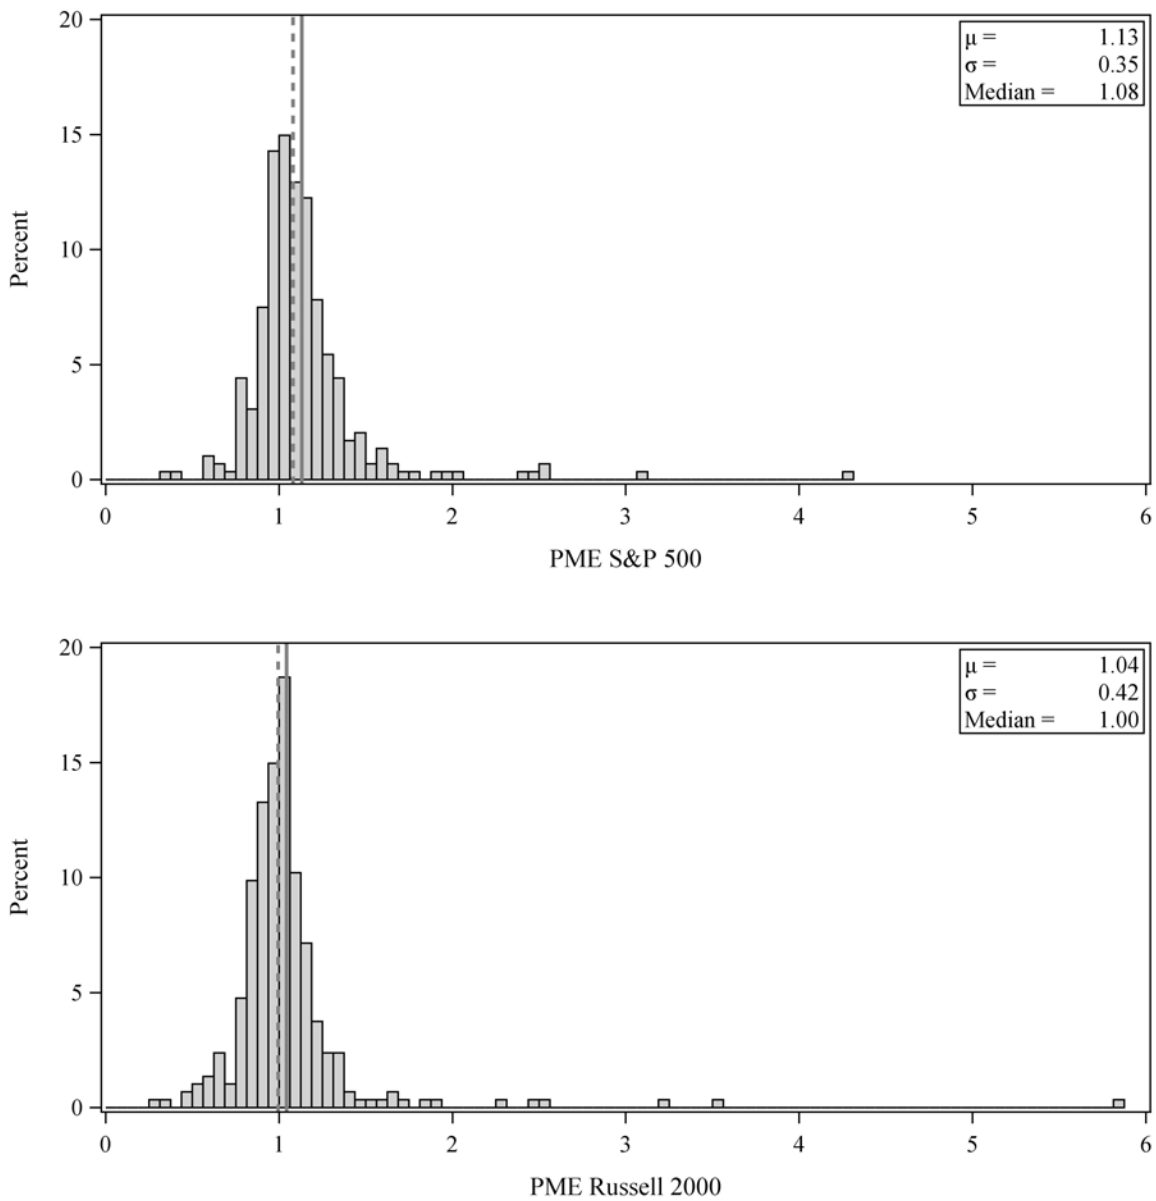 20
μ = 1.13
σ = 0.35
Median = 1.08
15
Percent
10
5
0
0 1 2 3 4 5 6
PME S&P 500
20
μ = 1.04
σ = 0.42
Median = 1.00
15
Percent
10
5
0
0 1 2 3 4 5 6
PME Russell 2000